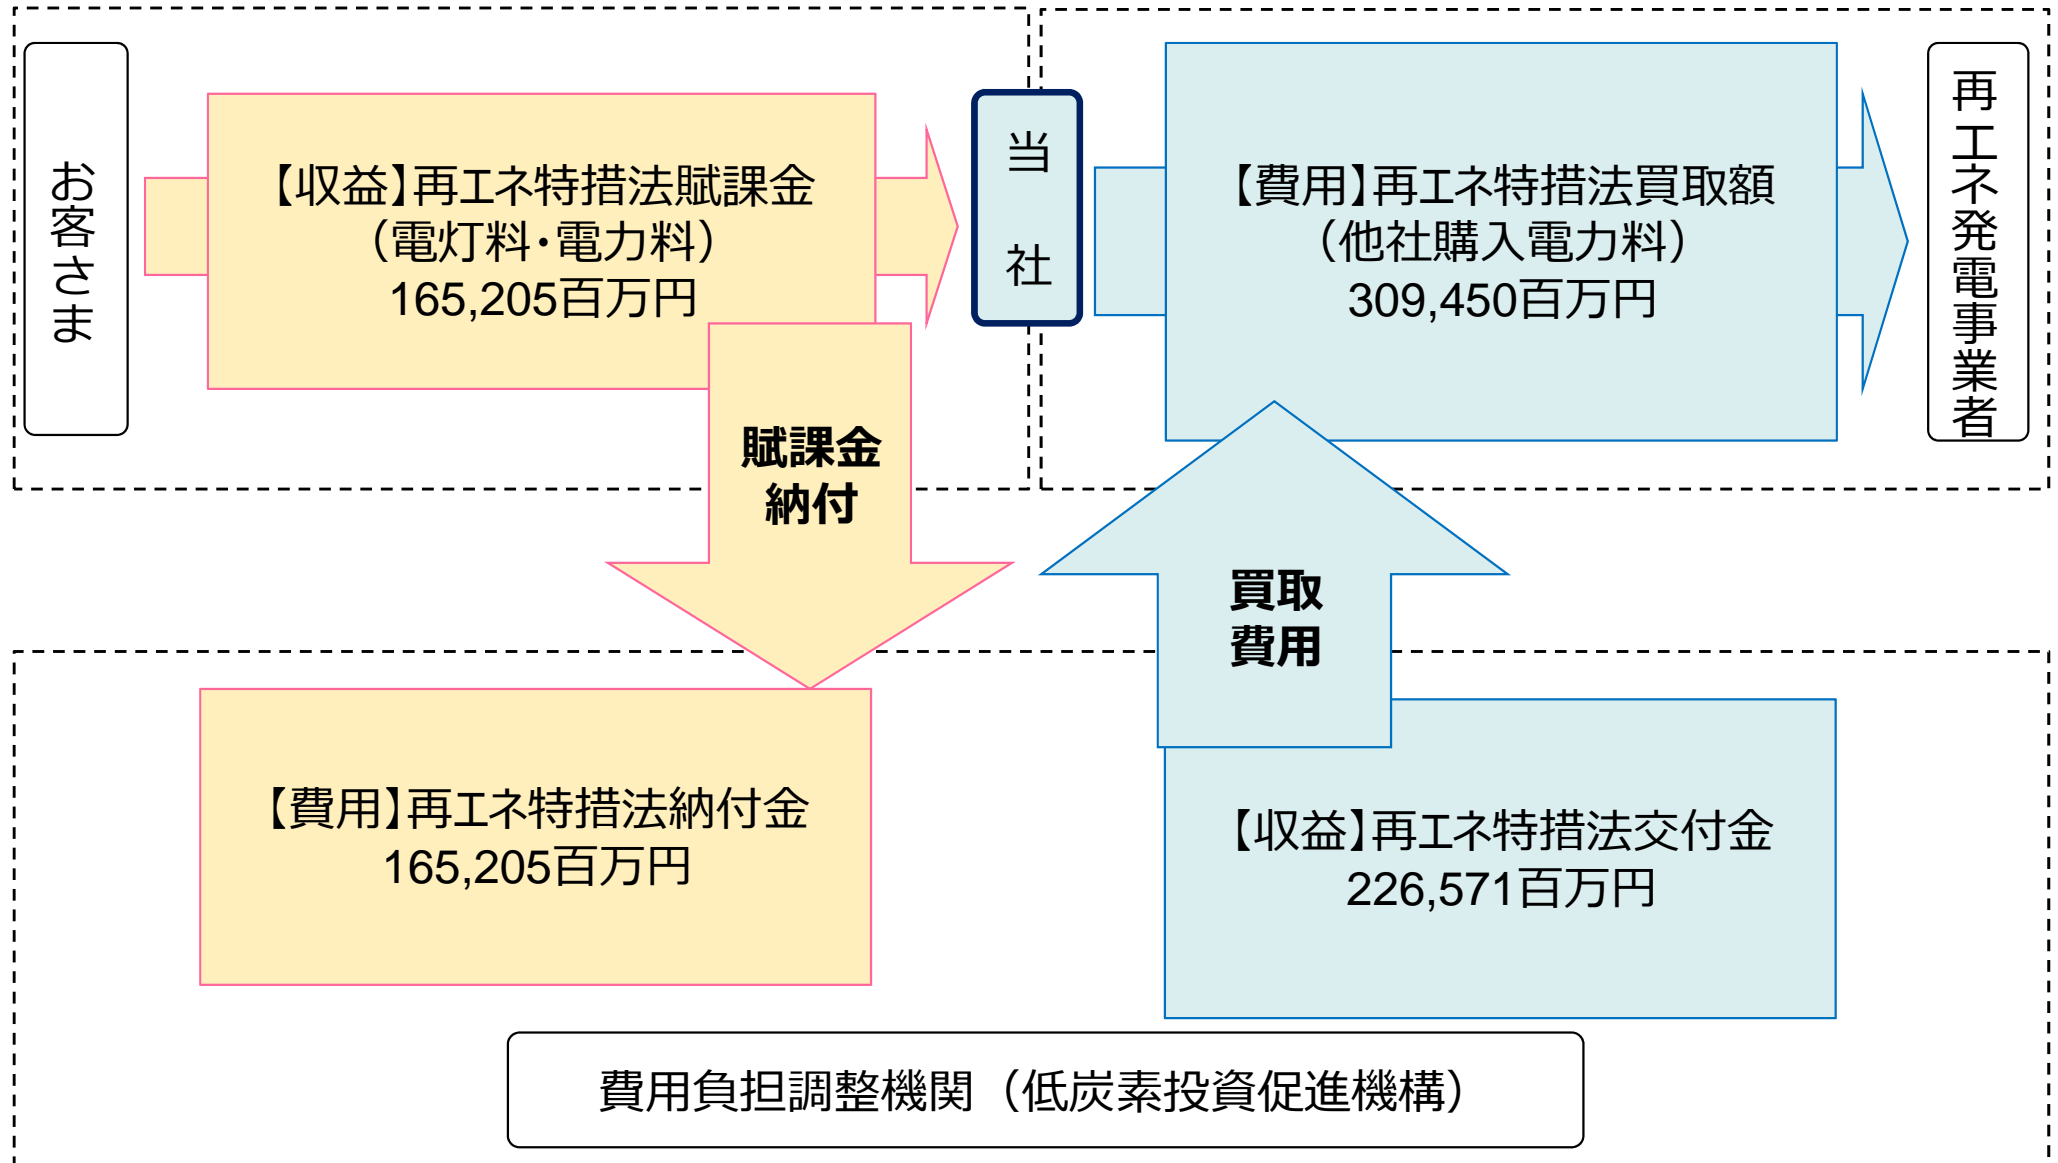 お客さま
【収益】再エネ特措法賦課金
（電灯料・電力料）
165,205百万円
当社
【費用】再エネ特措法買取額
（他社購入電力料）
309,450百万円
再エネ発電事業者
賦課金
納付
買取
費用
【費用】再エネ特措法納付金
165,205百万円
【収益】再エネ特措法交付金
226,571百万円
費用負担調整機関（低炭素投資促進機構）